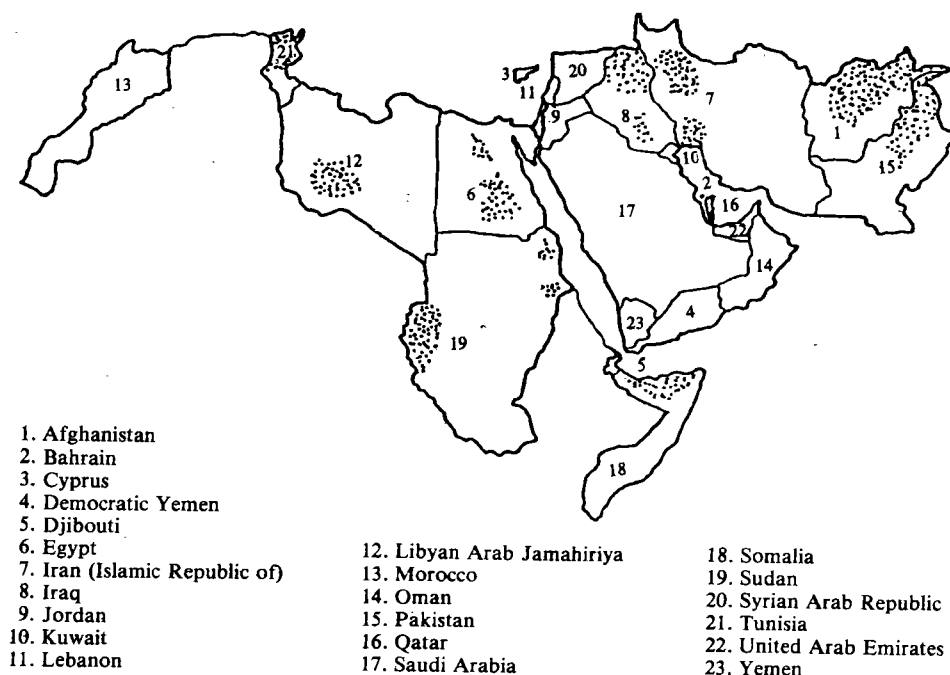 21
13
3
11
20
9
8
7
1
15
10
2
16
22
12
6
17
14
4
23
5
19
18
1. Afghanistan
2. Bahrain
3. Cyprus
4. Democratic Yemen
5. Djibouti
6. Egypt
7. Iran (Islamic Republic of)
8. Iraq
9. Jordan
10. Kuwait
11. Lebanon
12. Libyan Arab Jamahiriya
13. Morocco
14. Oman
15. Pakistan
16. Qatar
17. Saudi Arabia
18. Somalia
19. Sudan
20. Syrian Arab Republic
21. Tunisia
22. United Arab Emirates
23. Yemen